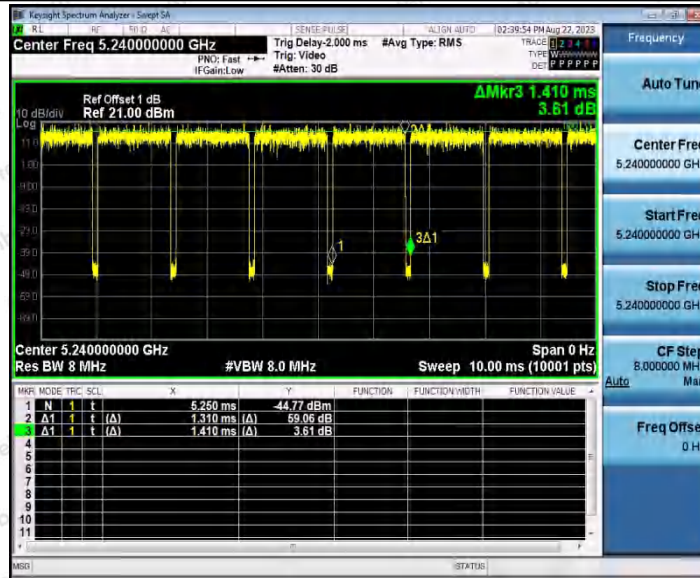 Keysight Spectrum Analyzer - Swept SA
RL RF 50 Ω AC SENSE:PULSE ALIGN AUTO 02:39:54 PM Aug 22, 2023
Center Freq 5.240000000 GHz
Trig Delay-2.000 ms #Avg Type: RMS
TRACE 1 2 3 4 5 6
PNO: Fast Trig: Video
TYPE W
IFGain:Low #Atten: 30 dB
DET P P P P P P
Ref Offset 1 dB
10 dB/div Ref 21.00 dBm
ΔMkr3 1.410 ms
3.61 dB
Log
11.0
1.00
-9.00
-19.0
-29.0
-39.0
-49.0
-59.0
-69.0
1
3Δ1
Center 5.240000000 GHz Span 0 Hz
Res BW 8 MHz #VBW 8.0 MHz Sweep 10.00 ms (10001 pts)
MKR MODE TRC SCL X Y FUNCTION FUNCTION WIDTH FUNCTION VALUE
1 N 1 t 5.250 ms -44.77 dBm
2 Δ1 1 t (Δ) 1.310 ms (Δ) 59.06 dB
3 Δ1 1 t (Δ) 1.410 ms (Δ) 3.61 dB
4
5
6
7
8
9
10
11
MSG STATUS
Frequency
Auto Tun
Center Fre
5.240000000 GH
Start Fre
5.240000000 GH
Stop Fre
5.240000000 GH
CF Step
8.000000 MH
Auto Ma
Freq Offse
0 H